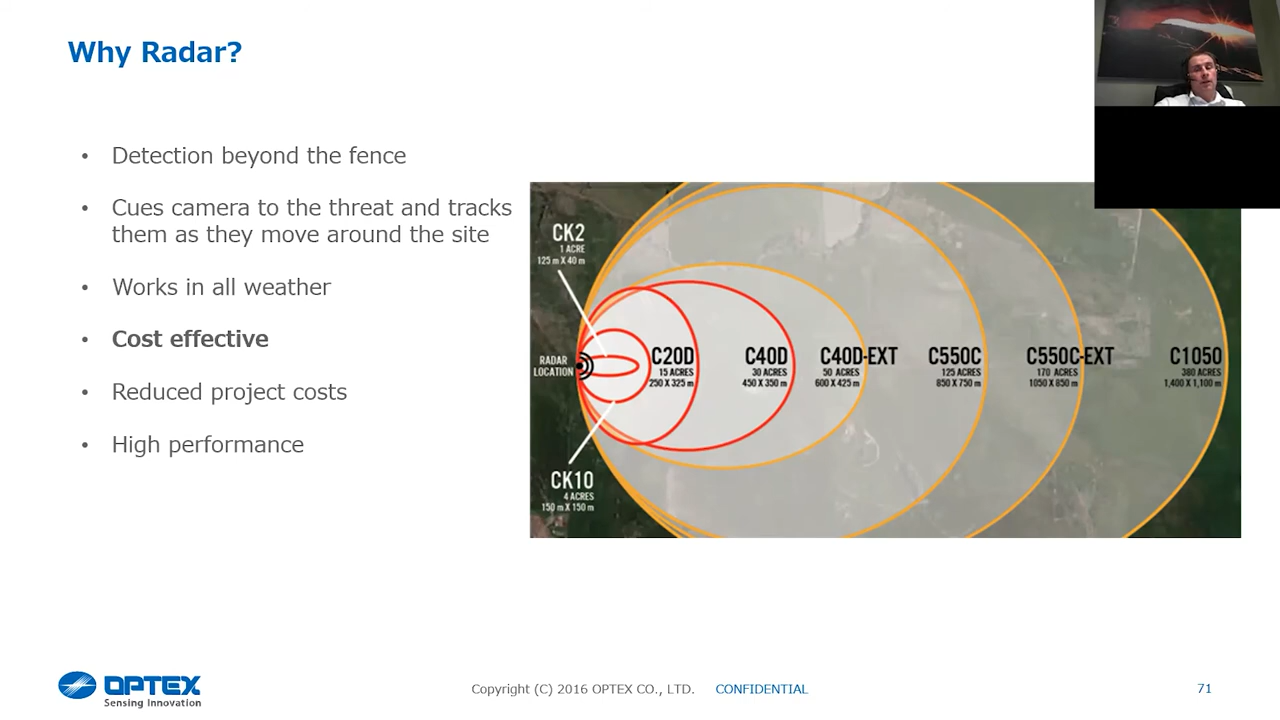 Why Radar?
• Detection beyond the fence
• Cues camera to the threat and tracks
them as they move around the site
• Works in all weather
• Cost effective
• Reduced project costs
• High performance
CK2
1 ACRE
125 m X 40 m
RADAR
LOCATION
C20D
15 ACRES
250 X 325 m
C40D
30 ACRES
450 X 350 m
C40D-EXT
50 ACRES
600 X 425 m
C550C
125 ACRES
850 X 750 m
C550C-EXT
170 ACRES
1050 X 850 m
C1050
380 ACRES
1,400 X 1,100 m
CK10
4 ACRES
150 m X 150 m
OPTEX
Sensing Innovation
Copyright (C) 2016 OPTEX CO., LTD. CONFIDENTIAL
71